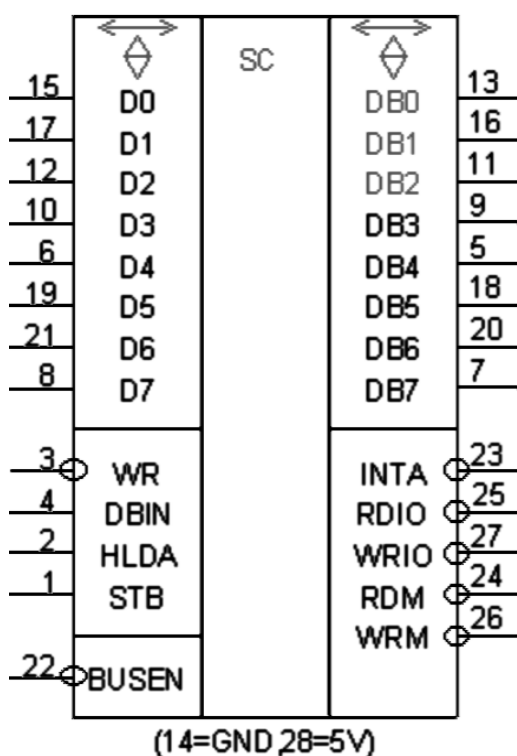 SC
15 D0 DB0 13
17 D1 DB1 16
12 D2 DB2 11
10 D3 DB3 9
6 D4 DB4 5
19 D5 DB5 18
21 D6 DB6 20
8 D7 DB7 7
3 WR INTA 23
4 DBIN RDIO 25
2 HLDA WRIO 27
1 STB RDM 24
WRM 26
22 BUSEN
(14=GND,28=5V)